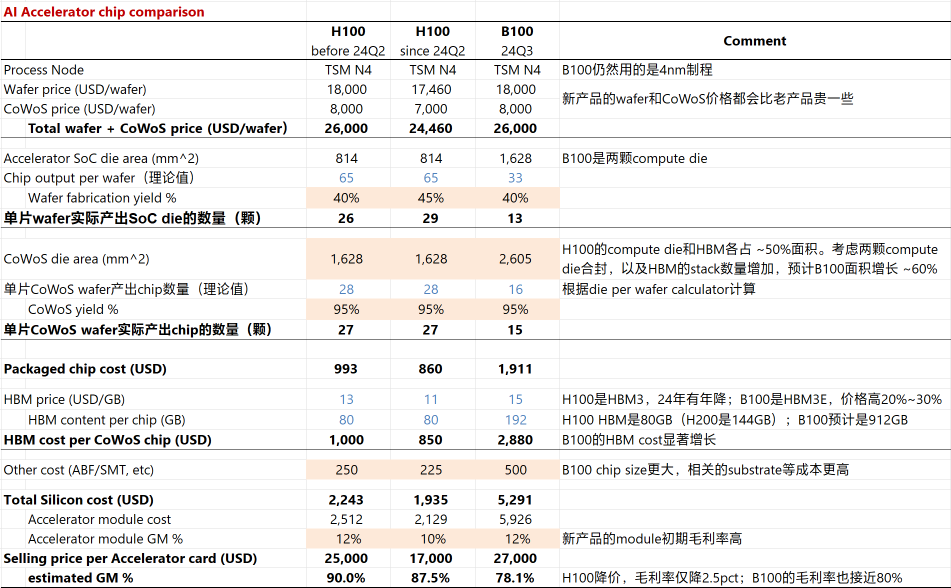 AI Accelerator chip comparison
H100 H100 B100 Comment
before 24Q2 since 24Q2 24Q3
Process Node TSM N4 TSM N4 TSM N4 B100仍然用的是4nm制程
Wafer price (USD/wafer) 18,000 17,460 18,000 新产品的wafer和CoWoS价格都会比老产品贵一些
CoWoS price (USD/wafer) 8,000 7,000 8,000
Total wafer + CoWoS price (USD/wafer) 26,000 24,460 26,000
Accelerator SoC die area (mm^2) 814 814 1,628 B100是两颗compute die
Chip output per wafer（理论值） 65 65 33
Wafer fabrication yield % 40% 45% 40%
单片wafer实际产出SoC die的数量（颗） 26 29 13
CoWoS die area (mm^2) 1,628 1,628 2,605 H100的compute die和HBM各占 ~50%面积。考虑两颗compute
die合封，以及HBM的stack数量增加，预计B100面积增长 ~60%
单片CoWoS wafer产出chip数量（理论值） 28 28 16 根据die per wafer calculator计算
CoWoS yield % 95% 95% 95%
单片CoWoS wafer实际产出chip的数量（颗） 27 27 15
Packaged chip cost (USD) 993 860 1,911
HBM price (USD/GB) 13 11 15 H100是HBM3，24年有年降；B100是HBM3E，价格高20%~30%
HBM content per chip (GB) 80 80 192 H100 HBM是80GB（H200是144GB）；B100预计是912GB
HBM cost per CoWoS chip (USD) 1,000 850 2,880 B100的HBM cost显著增长
Other cost (ABF/SMT, etc) 250 225 500 B100 chip size更大，相关的substrate等成本更高
Total Silicon cost (USD) 2,243 1,935 5,291
Accelerator module cost 2,512 2,129 5,926
Accelerator module GM % 12% 10% 12% 新产品的module初期毛利率高
Selling price per Accelerator card (USD) 25,000 17,000 27,000
estimated GM % 90.0% 87.5% 78.1% H100降价，毛利率仅降2.5pct；B100的毛利率也接近80%